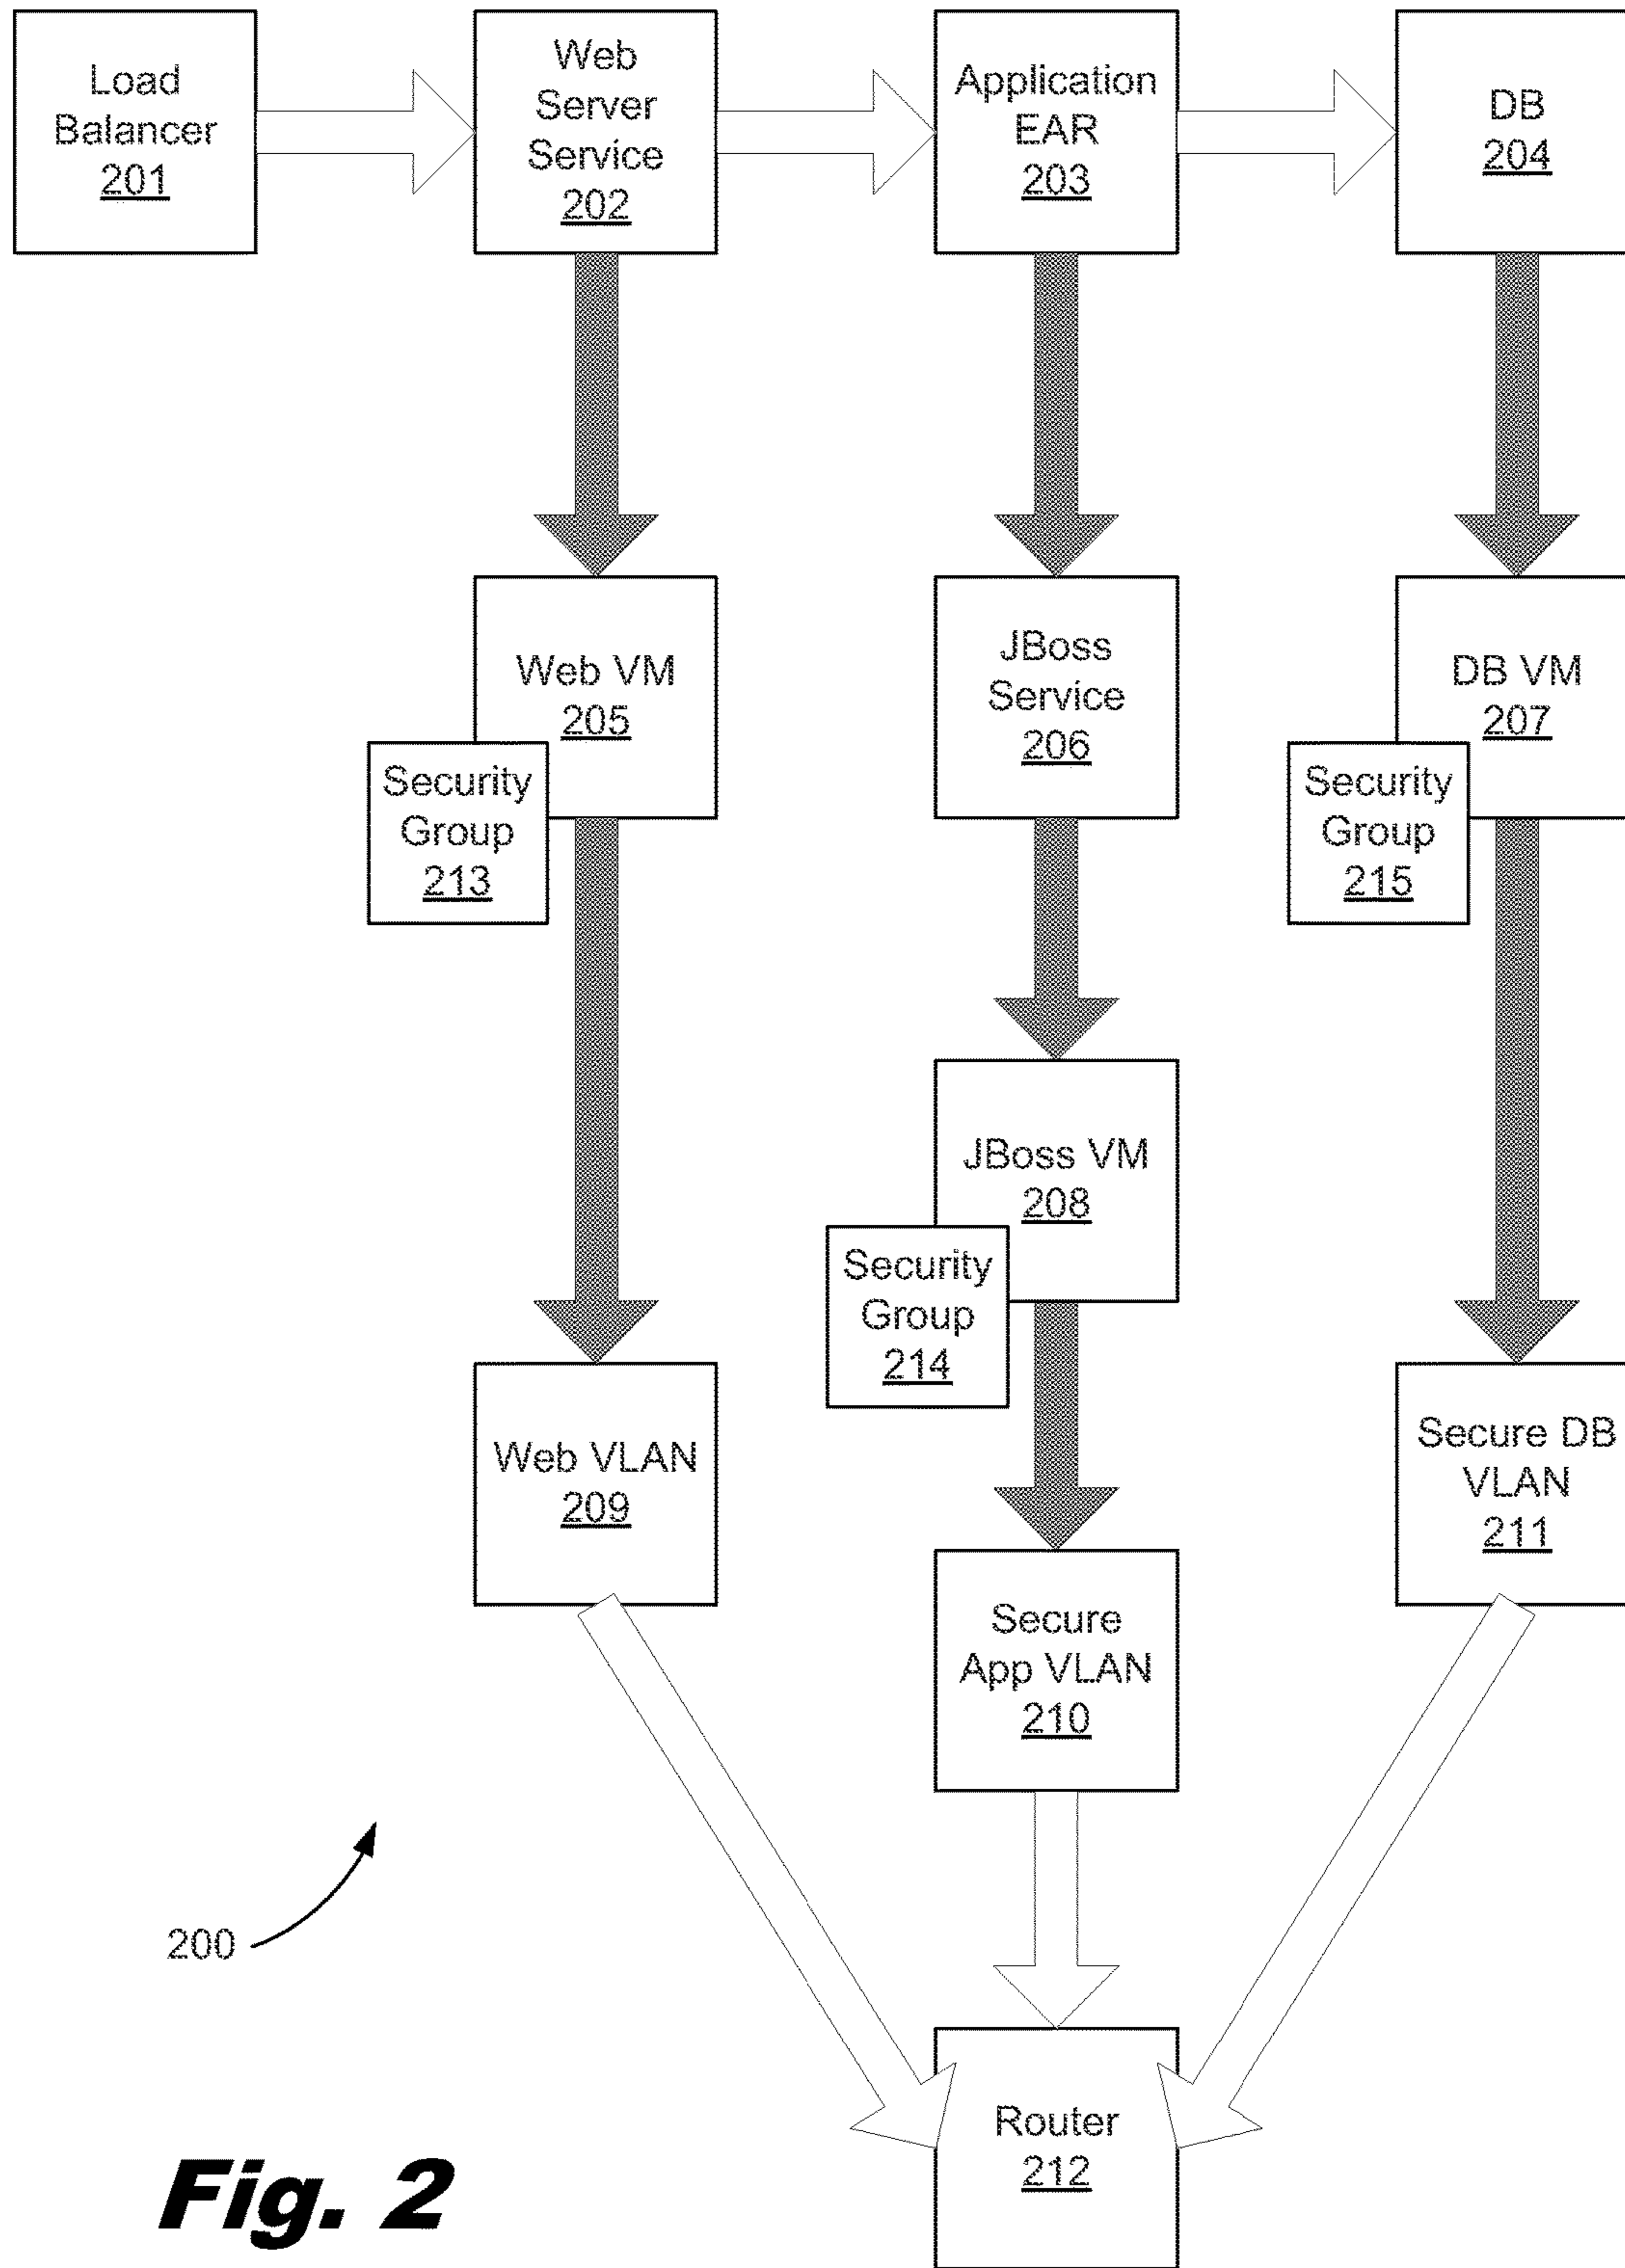 Load
Balancer
201
Web
Server
Service
202
Application
EAR
203
DB
204
Web VM
205
Security
Group
213
JBoss
Service
206
DB VM
207
Security
Group
215
JBoss VM
208
Security
Group
214
Web VLAN
209
Secure
App VLAN
210
Secure DB
VLAN
211
200
Router
212
Fig. 2